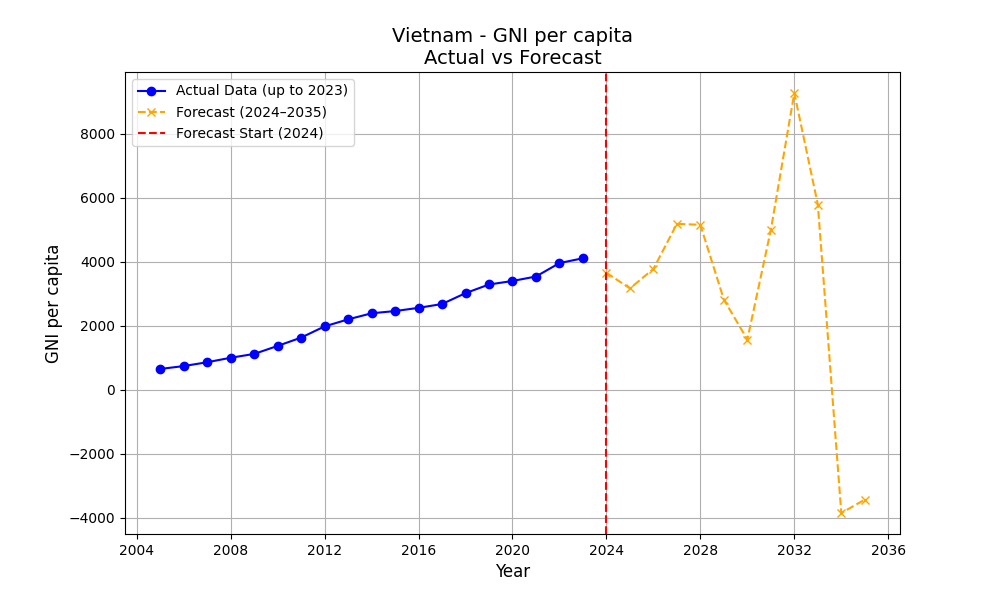 Vietnam - GNI per capita
Actual vs Forecast
Actual Data (up to 2023)
Forecast (2024–2035)
Forecast Start (2024)
GNI per capita
8000
6000
4000
2000
0
−2000
−4000
2004 2008 2012 2016 2020 2024 2028 2032 2036
Year